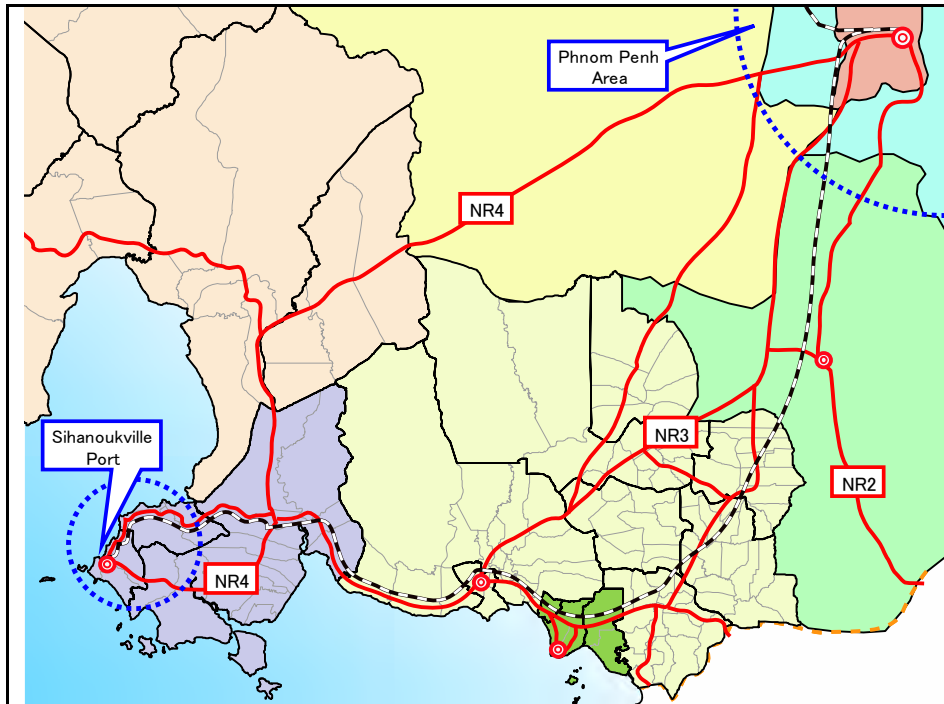 Phnom Penh
Area
NR4
NR3
Sihanoukville
Port
NR2
NR4